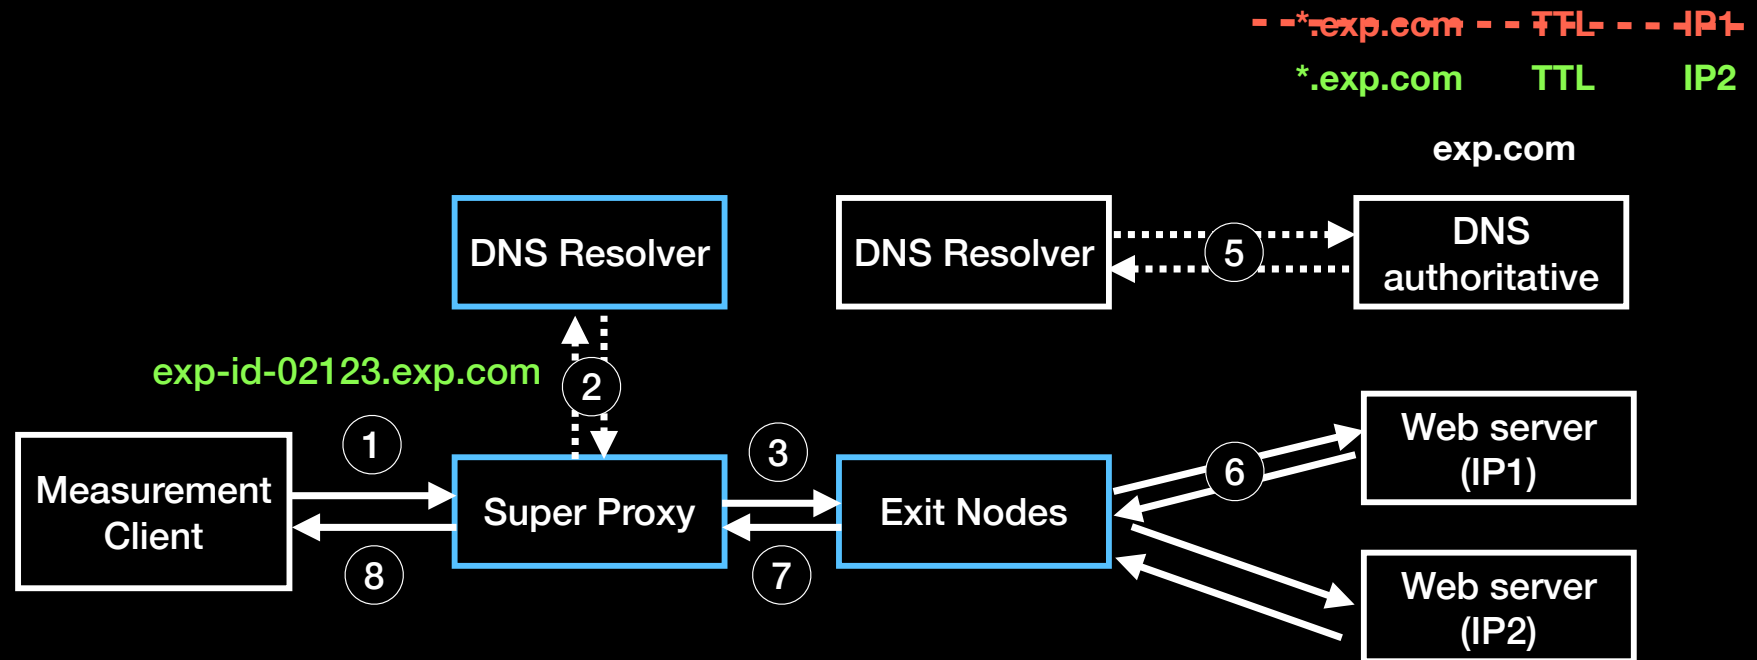 *.exp.com TTL IP1
*.exp.com TTL IP2
exp.com
DNS Resolver
DNS Resolver
5
DNS
authoritative
exp-id-02123.exp.com
2
1
3
6
Web server
(IP1)
Measurement
Client
Super Proxy
Exit Nodes
8
7
Web server
(IP2)